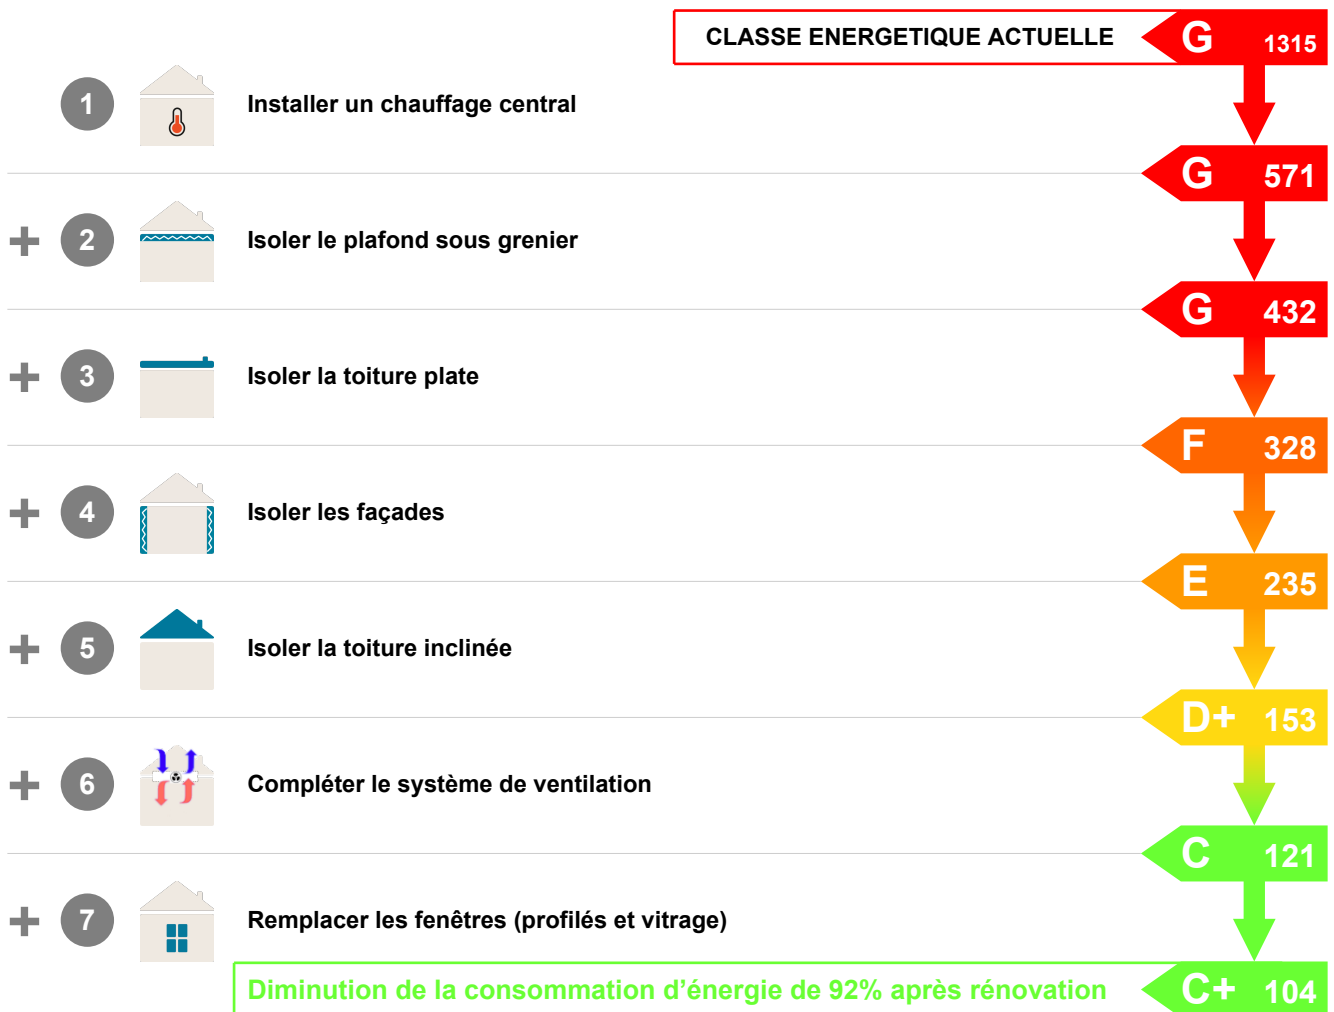 CLASSE ENERGETIQUE ACTUELLE G 1315
1 Installer un chauffage central
G 571
+ 2 Isoler le plafond sous grenier
G 432
+ 3 Isoler la toiture plate
F 328
+ 4 Isoler les façades
E 235
+ 5 Isoler la toiture inclinée
D+ 153
+ 6 Compléter le système de ventilation
C 121
+ 7 Remplacer les fenêtres (profilés et vitrage)
Diminution de la consommation d’énergie de 92% après rénovation C+ 104